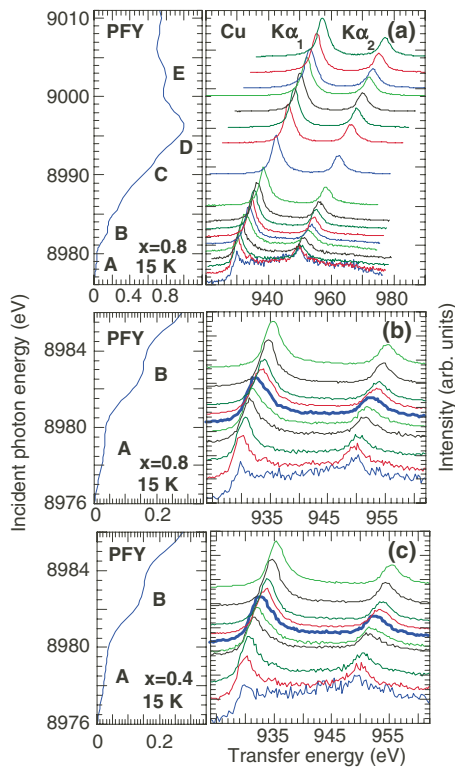 9010
9000
8990
8980
PFY
E
D
C
B
A
x=0.8
15 K
0 0.4 0.8
Cu Kα1 Kα2 (a)
940 960 980
Incident photon energy (eV)
Intensity (arb. units)
8984
8980
8976
PFY
B
A
x=0.8
15 K
0 0.2
(b)
935 945 955
8984
8980
8976
PFY
B
A
x=0.4
15 K
0 0.2
(c)
935 945 955
Transfer energy (eV)